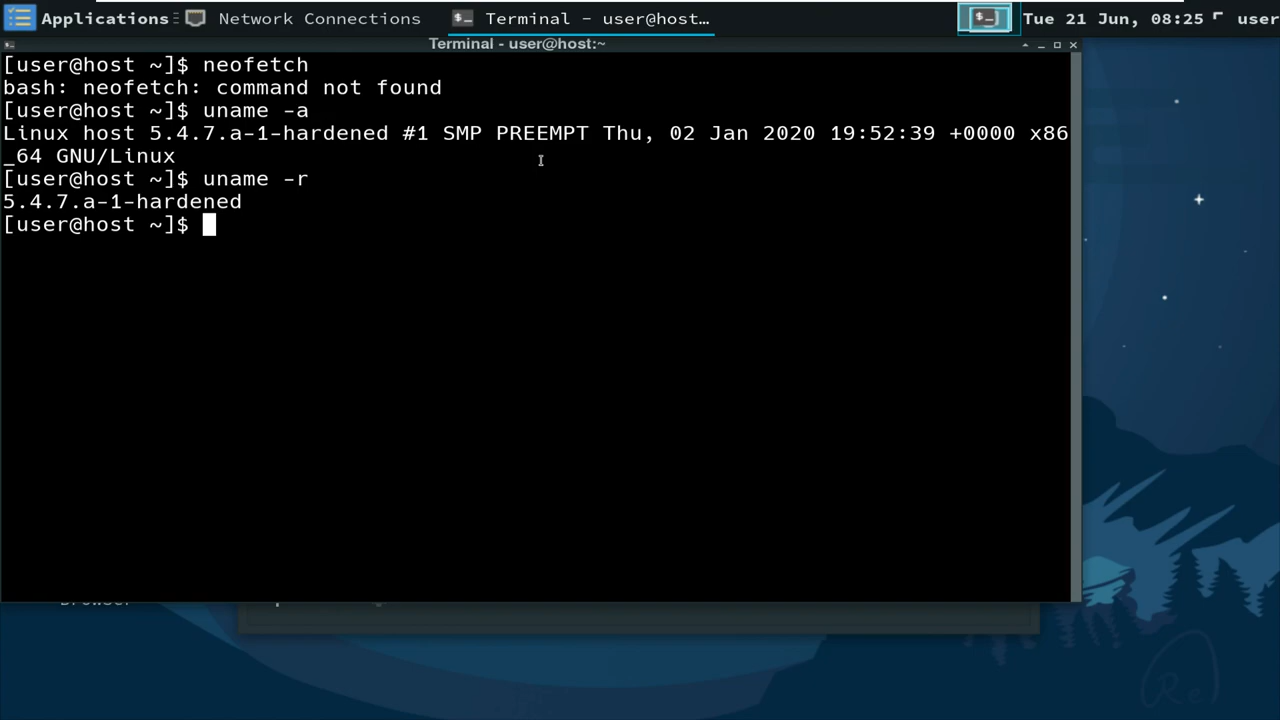 Applications
Network Connections
Terminal - user@host…
Tue 21 Jun, 08:25
user
Terminal - user@host:~
[user@host ~]$ neofetch
bash: neofetch: command not found
[user@host ~]$ uname -a
Linux host 5.4.7.a-1-hardened #1 SMP PREEMPT Thu, 02 Jan 2020 19:52:39 +0000 x86
_64 GNU/Linux
[user@host ~]$ uname -r
5.4.7.a-1-hardened
[user@host ~]$